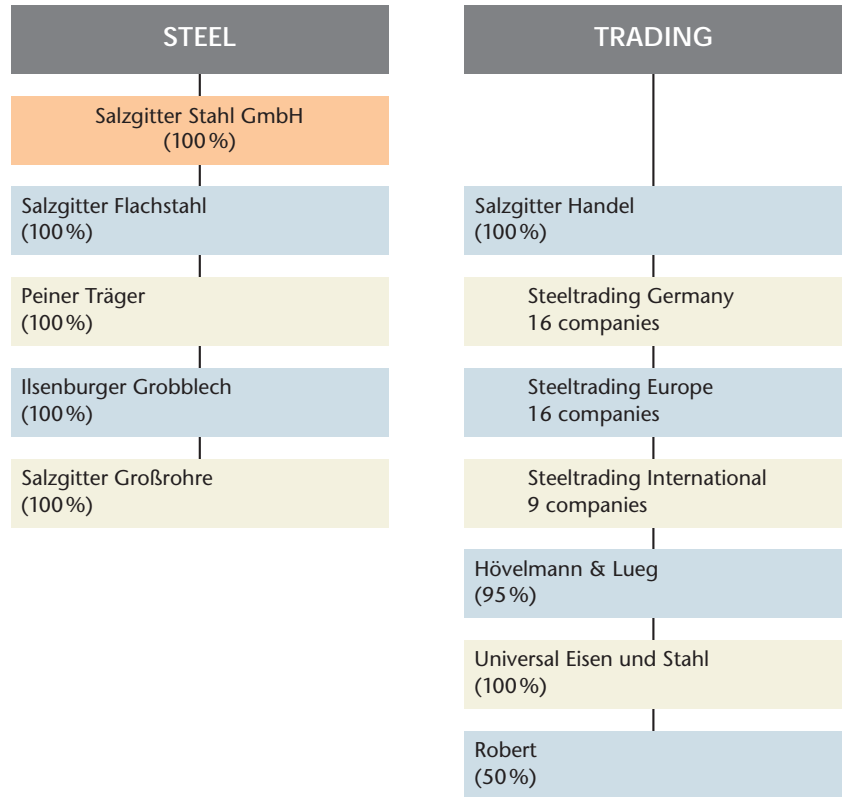 STEEL
Salzgitter Stahl GmbH
(100 %)
Salzgitter Flachstahl
(100 %)
Peiner Träger
(100 %)
Ilsenburger Grobblech
(100 %)
Salzgitter Großrohre
(100 %)
TRADING
Salzgitter Handel
(100 %)
Steeltrading Germany
16 companies
Steeltrading Europe
16 companies
Steeltrading International
9 companies
Hövelmann & Lueg
(95 %)
Universal Eisen und Stahl
(100 %)
Robert
(50 %)